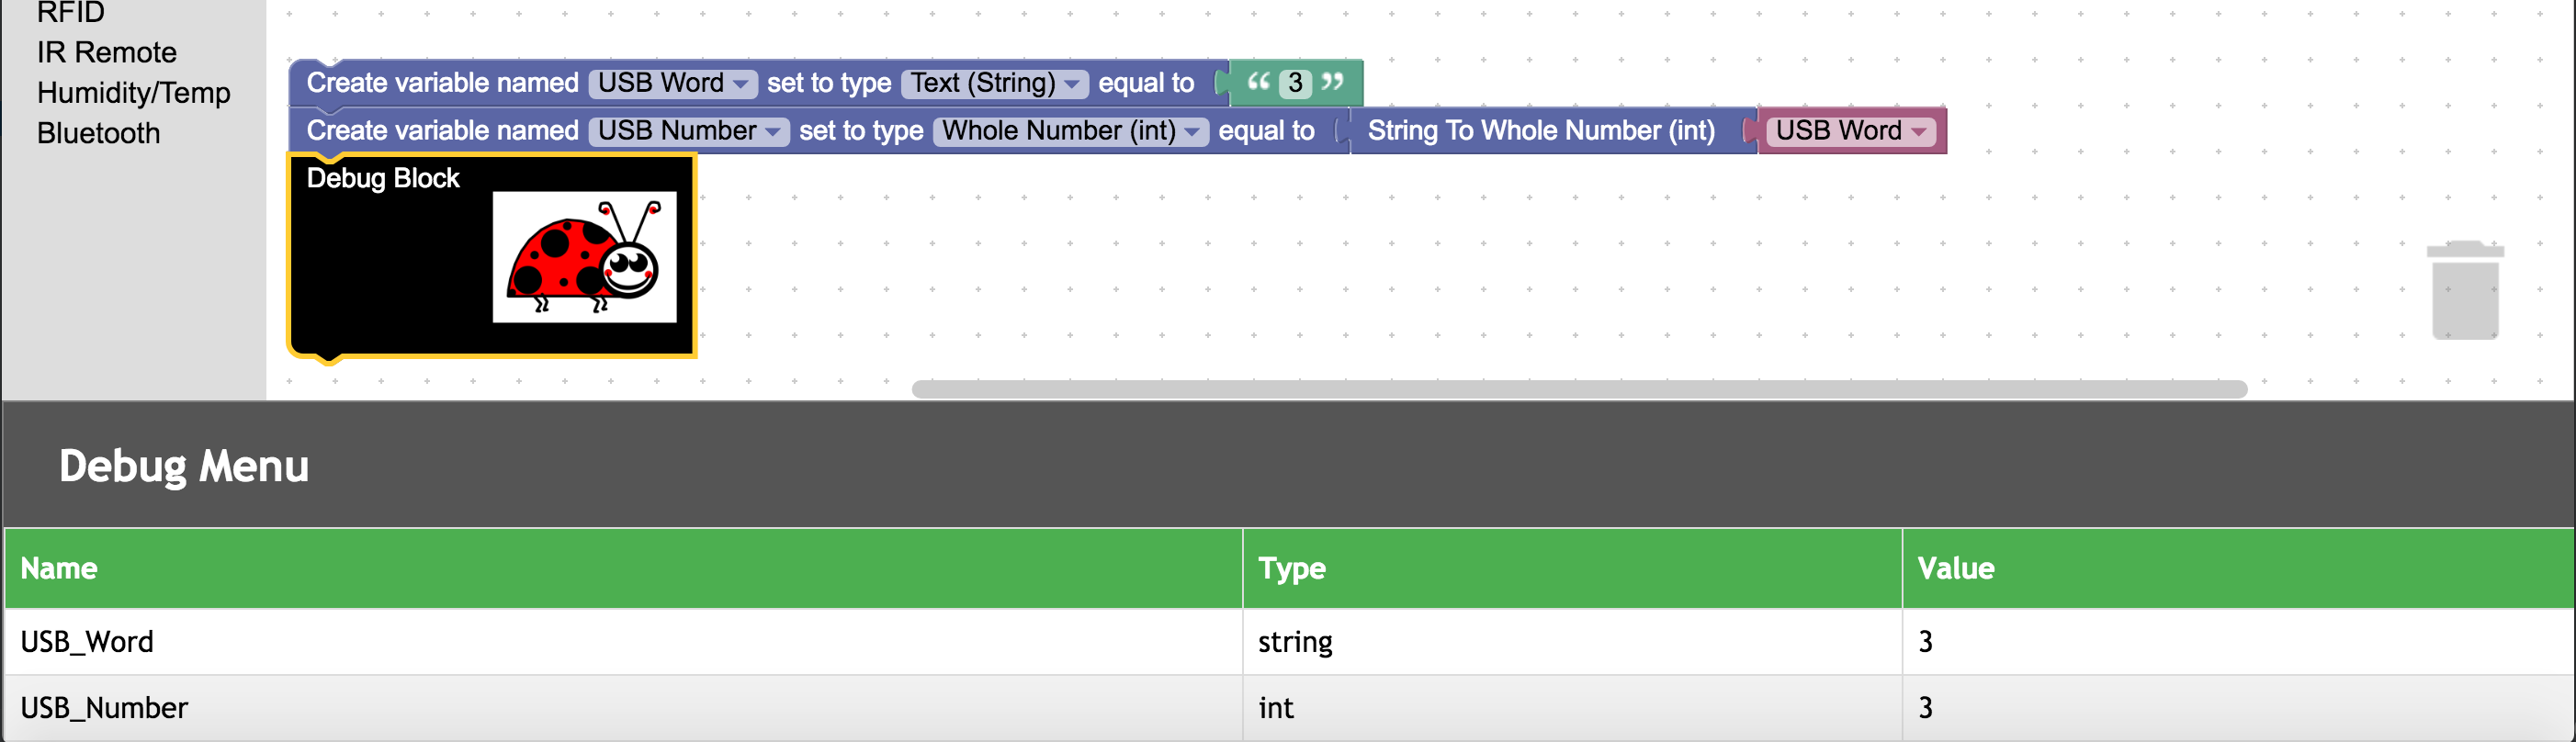 RFID
IR Remote
Humidity/Temp
Bluetooth
Create variable named USB Word set to type Text (String) equal to “ 3 ”
Create variable named USB Number set to type Whole Number (int) equal to String To Whole Number (int) USB Word
Debug Block
Debug Menu
Name Type Value
USB_Word string 3
USB_Number int 3